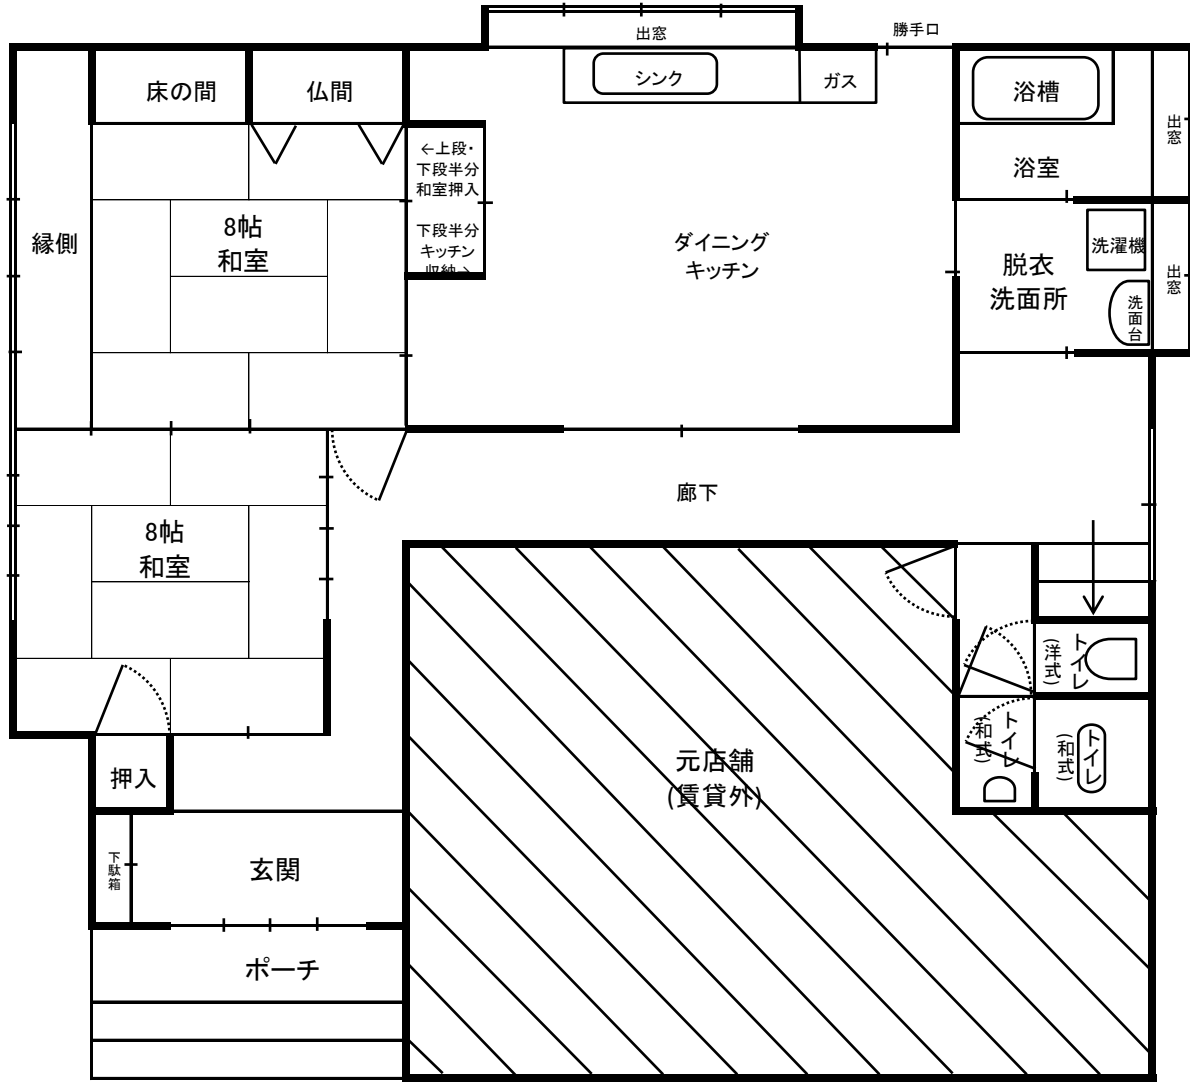 出窓
勝手口
床の間
仏間
シンク
ガス
浴槽
出窓
←上段・
下段半分
和室押入
下段半分
キッチン
収納→
浴室
縁側
8帖
和室
ダイニング
キッチン
脱衣
洗面所
洗濯機
出窓
洗面台
廊下
8帖
和室
トイレ
(洋式)
トイレ
(和式)
トイレ
(和式)
元店舗
(賃貸外)
押入
下駄箱
玄関
ポーチ